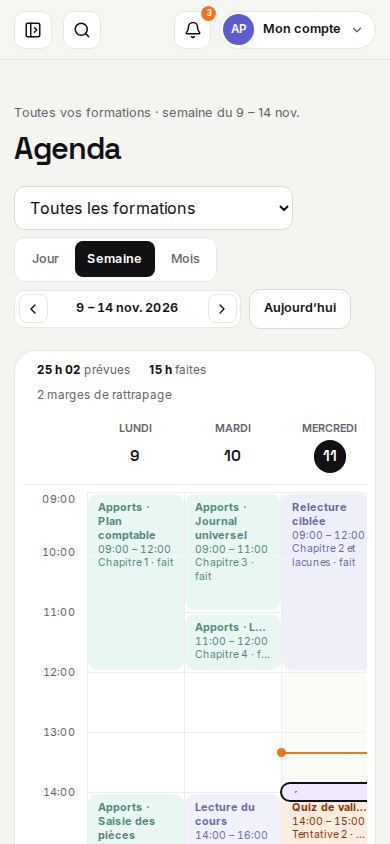 3
AP
Mon compte
Toutes vos formations · semaine du 9 – 14 nov.
Agenda
Toutes les formations
Jour
Semaine
Mois
9 – 14 nov. 2026
Aujourd’hui
25 h 02 prévues
15 h faites
2 marges de rattrapage
LUNDI
MARDI
MERCREDI
9
10
11
09:00
10:00
11:00
12:00
13:00
14:00
Apports ·
Plan
comptable
09:00 – 12:00
Chapitre 1 · fait
Apports ·
Journal
universel
09:00 – 11:00
Chapitre 3 ·
fait
Relecture
ciblée
09:00 – 12:00
Chapitre 2 et
lacunes · fait
Apports · L…
11:00 – 12:00
Chapitre 4 · f…
Apports ·
Saisie des
pièces
Lecture du
cours
14:00 – 16:00
Quiz de vali…
14:00 – 15:00
Tentative 2 · …